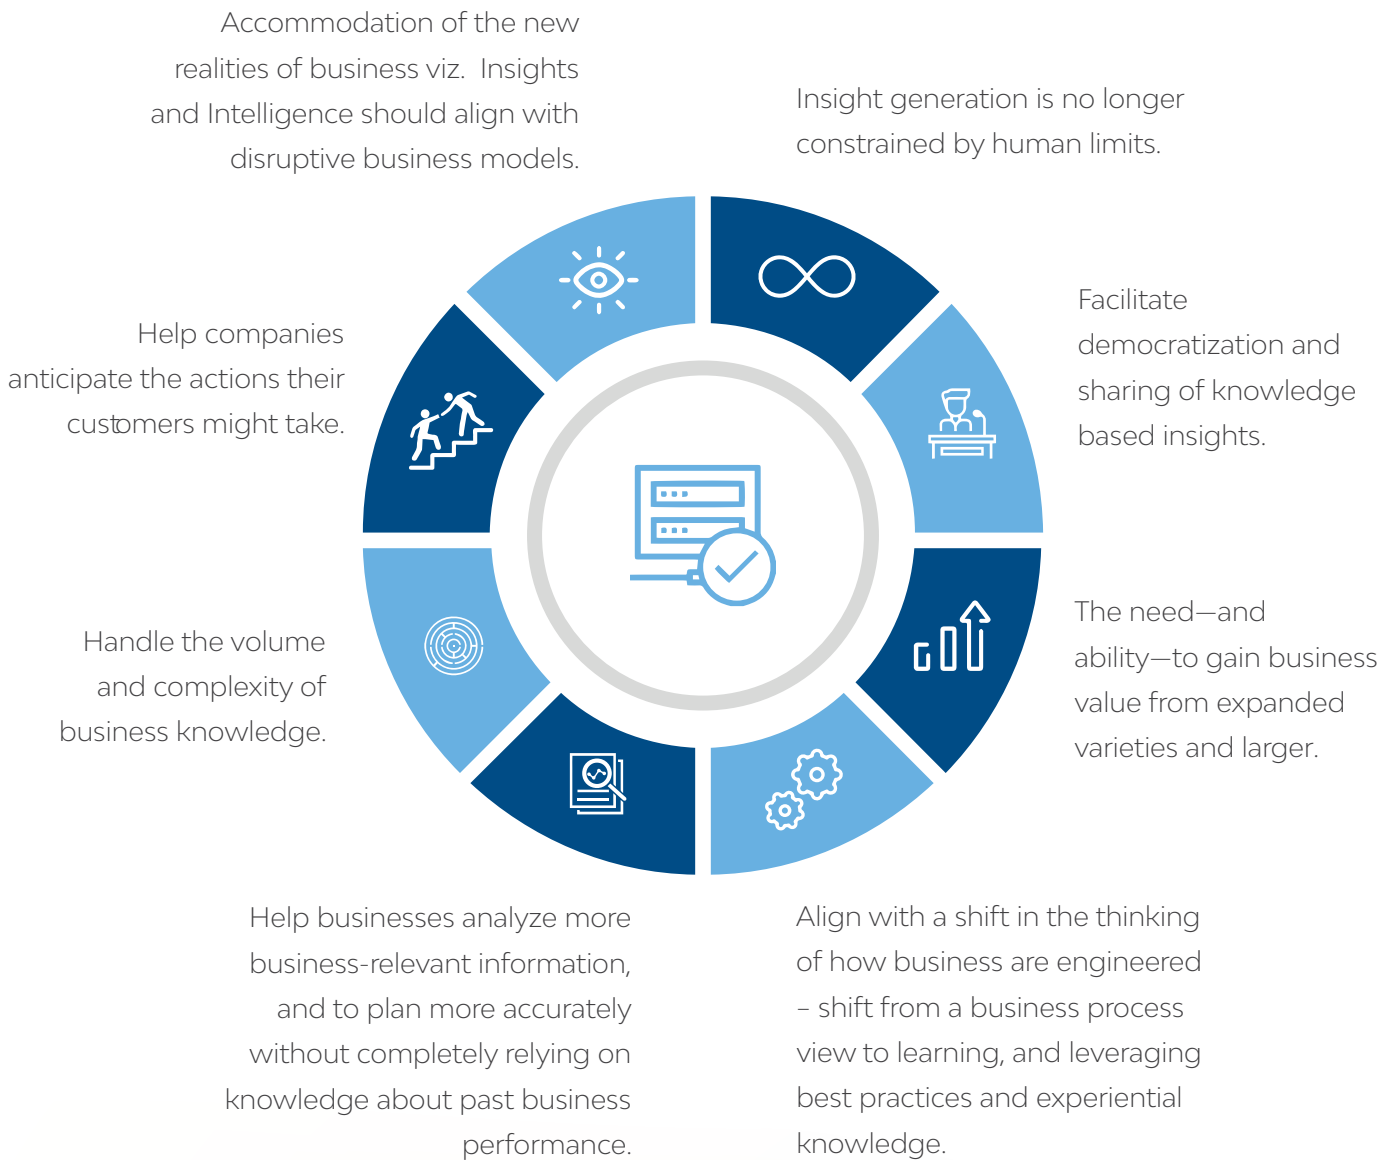 Accommodation of the new
realities of business viz. Insights
and Intelligence should align with
disruptive business models.
Insight generation is no longer
constrained by human limits.
Facilitate
democratization and
sharing of knowledge
based insights.
Help companies
anticipate the actions their
customers might take.
The need—and
ability—to gain business
value from expanded
varieties and larger.
Handle the volume
and complexity of
business knowledge.
Help businesses analyze more
business-relevant information,
and to plan more accurately
without completely relying on
knowledge about past business
performance.
Align with a shift in the thinking
of how business are engineered
– shift from a business process
view to learning, and leveraging
best practices and experiential
knowledge.